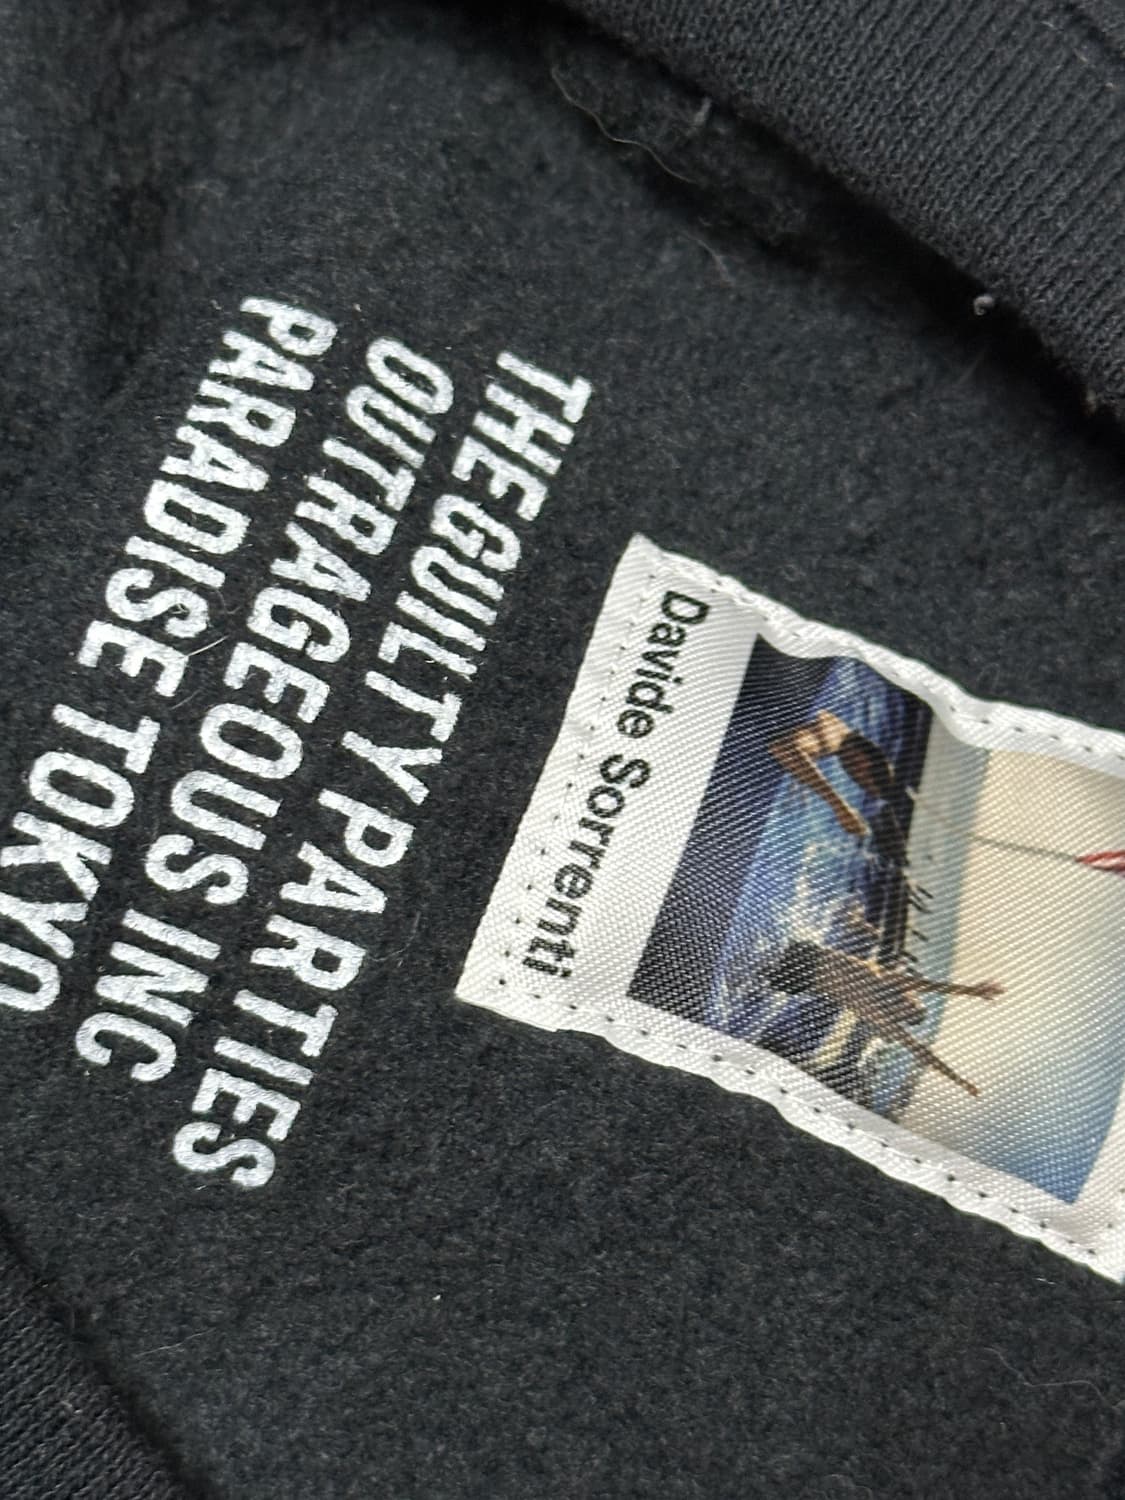 THE GUILTY PARTIES
OUTRAGEOUS INC
PARADISE TOKYO
Davide Sorrenti